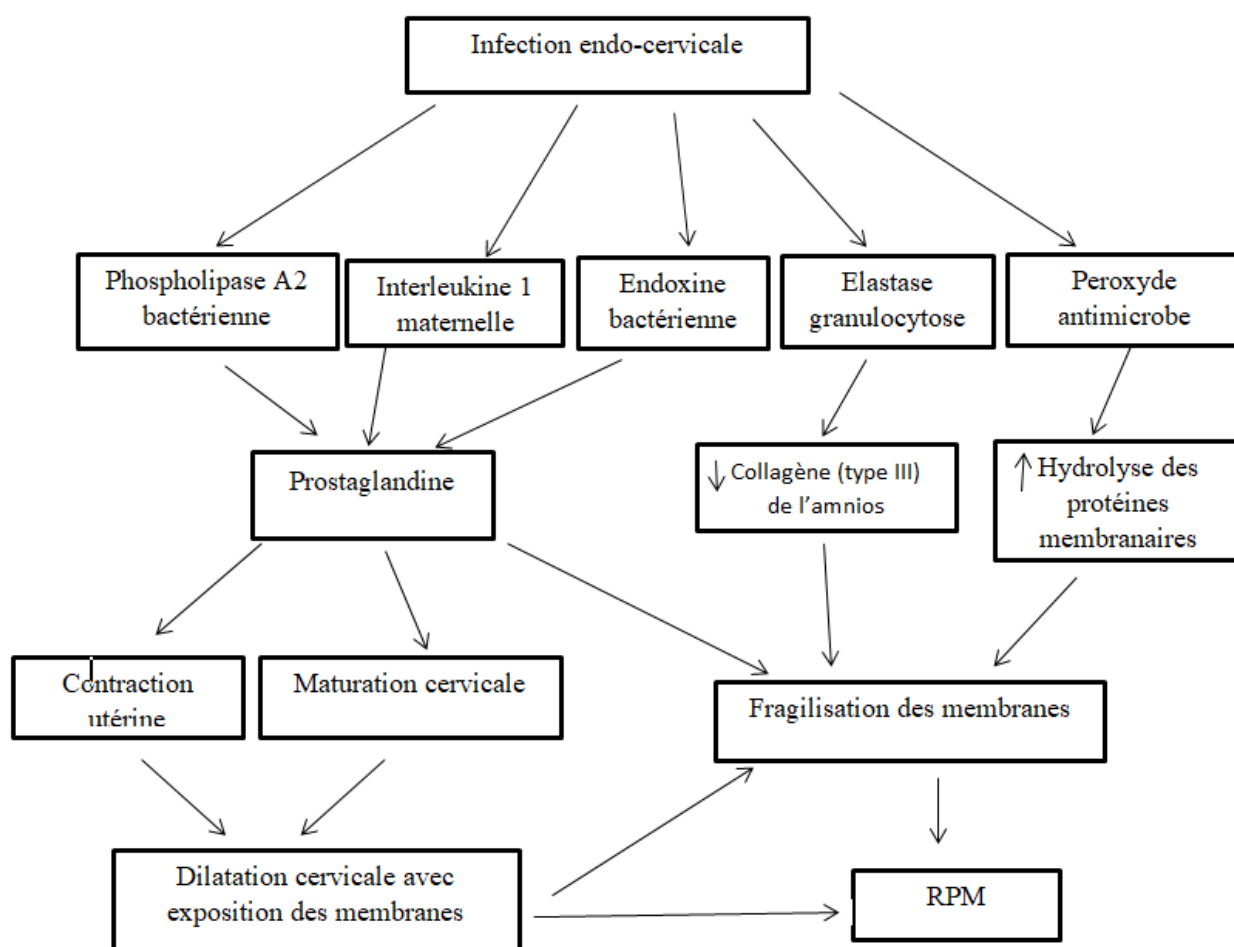 Infection endo-cervicale
Phospholipase A2
bactérienne
Interleukine 1
maternelle
Endoxine
bactérienne
Elastase
granulocytose
Peroxyde
antimicrobe
Prostaglandine
↓ Collagène (type III)
de l'amnios
↑ Hydrolyse des
protéines
membranaires
Contraction
utérine
Maturation cervicale
Fragilisation des membranes
Dilatation cervicale avec
exposition des membranes
RPM